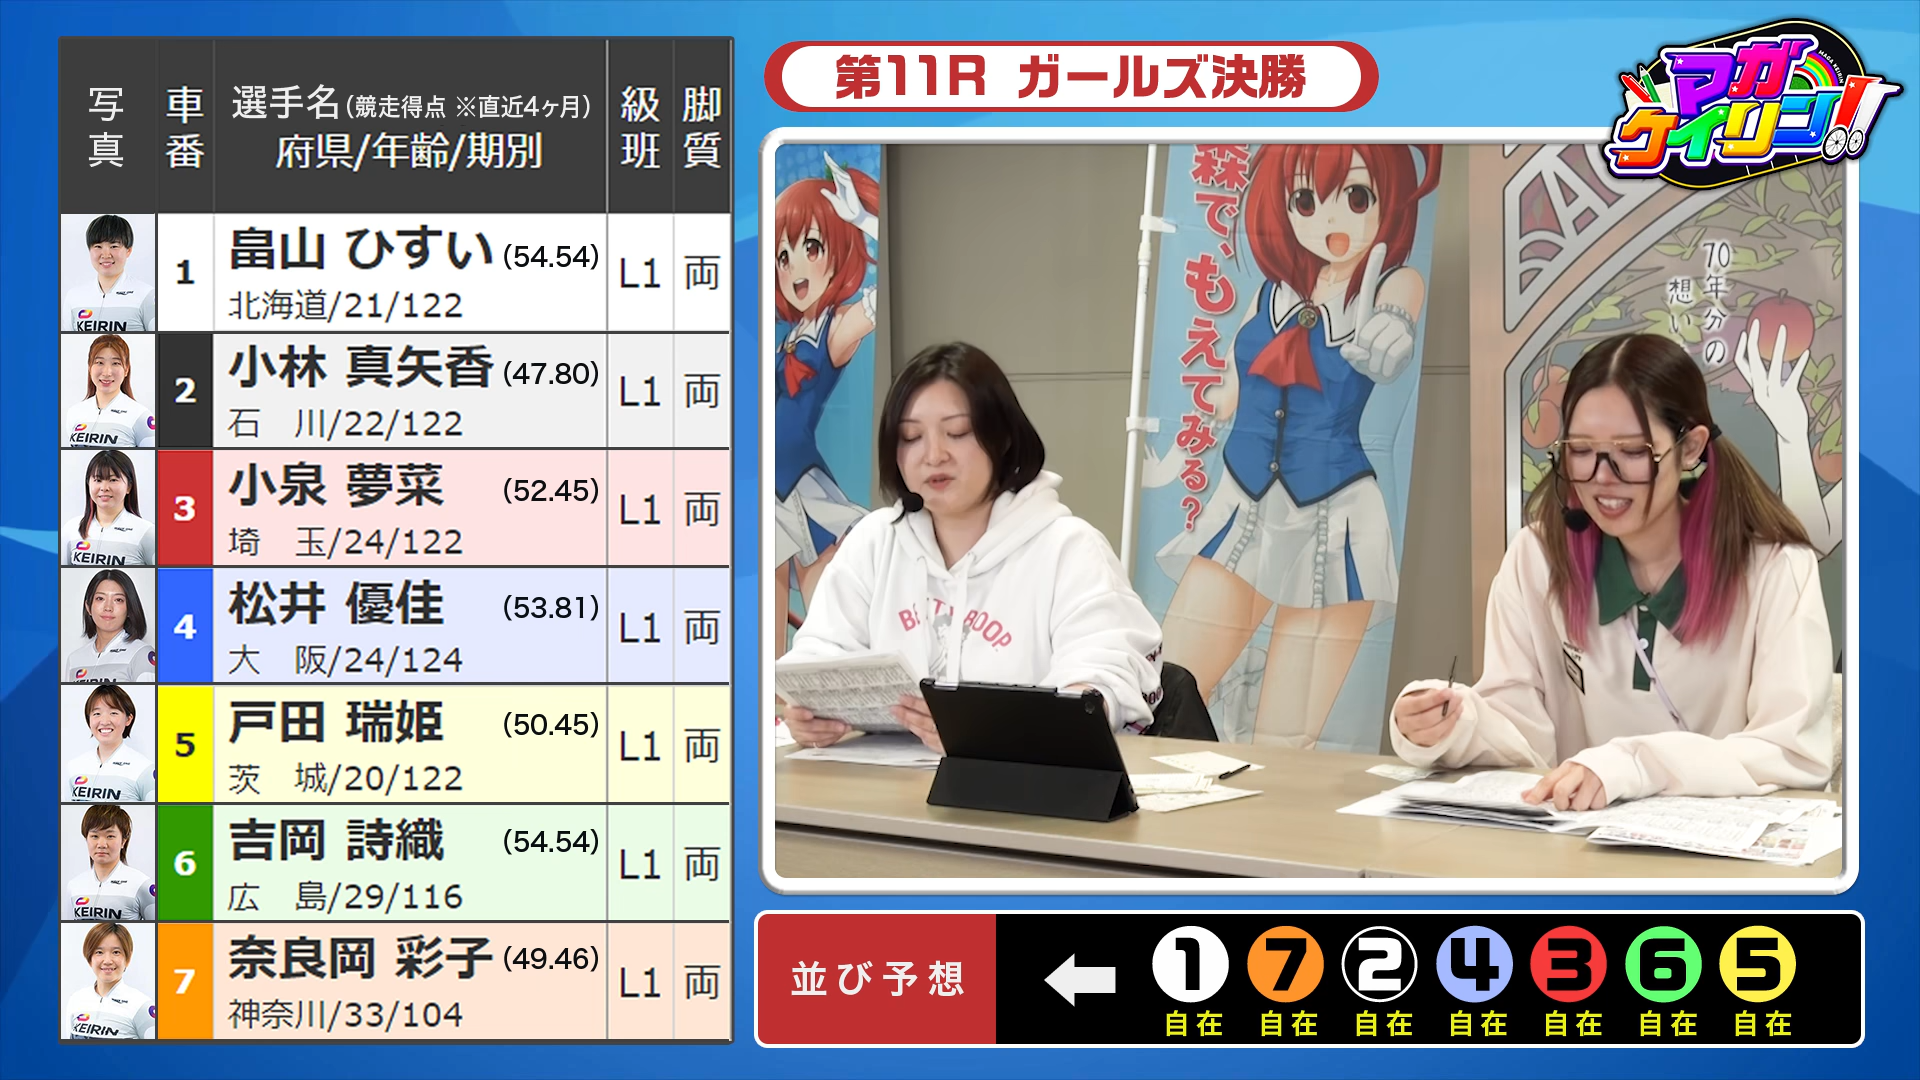 写真
車番
選手名(競走得点 ※直近4ヶ月)
府県/年齢/期別
級班
脚質
1
畠山 ひすい (54.54)
北海道/21/122
L1
両
2
小林 真矢香 (47.80)
石 川/22/122
L1
両
3
小泉 夢菜 (52.45)
埼 玉/24/122
L1
両
4
松井 優佳 (53.81)
大 阪/24/124
L1
両
5
戸田 瑞姫 (50.45)
茨 城/20/122
L1
両
6
吉岡 詩織 (54.54)
広 島/29/116
L1
両
7
奈良岡 彩子 (49.46)
神奈川/33/104
L1
両
KEIRIN
KEIRIN
KEIRIN
KEIRIN
KEIRIN
KEIRIN
第11R ガールズ決勝
マガ
ケイリン!!
MAGA KEIRIN
森で、
もえてみる?
70年分の
想い
並び予想
1 7 2 4 3 6 5
自在 自在 自在 自在 自在 自在 自在